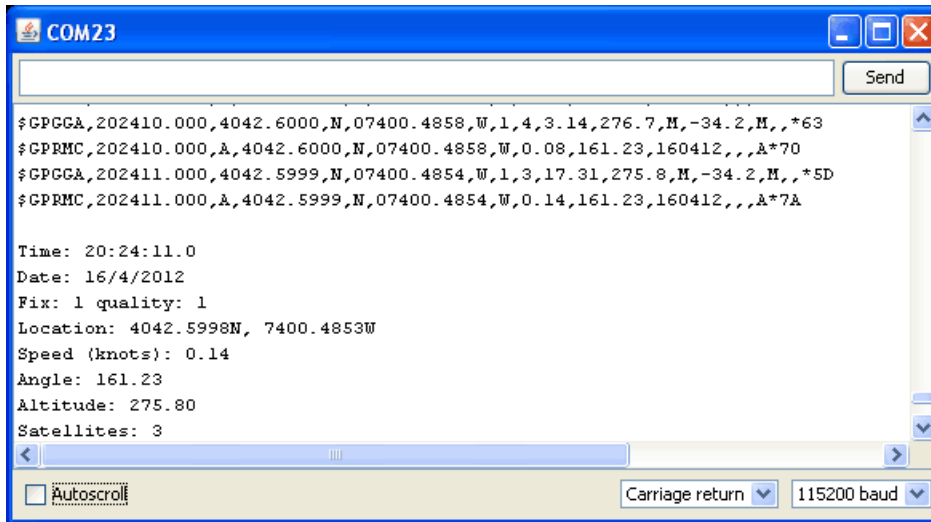 COM23
Send
$GPGGA,202410.000,4042.6000,N,07400.4858,W,1,4,3.14,276.7,M,-34.2,M,,*63
$GPRMC,202410.000,A,4042.6000,N,07400.4858,W,0.08,161.23,160412,,,A*70
$GPGGA,202411.000,4042.5999,N,07400.4854,W,1,3,17.31,275.8,M,-34.2,M,,*5D
$GPRMC,202411.000,A,4042.5999,N,07400.4854,W,0.14,161.23,160412,,,A*7A
Time: 20:24:11.0
Date: 16/4/2012
Fix: 1 quality: 1
Location: 4042.5998N, 7400.4853W
Speed (knots): 0.14
Angle: 161.23
Altitude: 275.80
Satellites: 3
Autoscroll
Carriage return
115200 baud